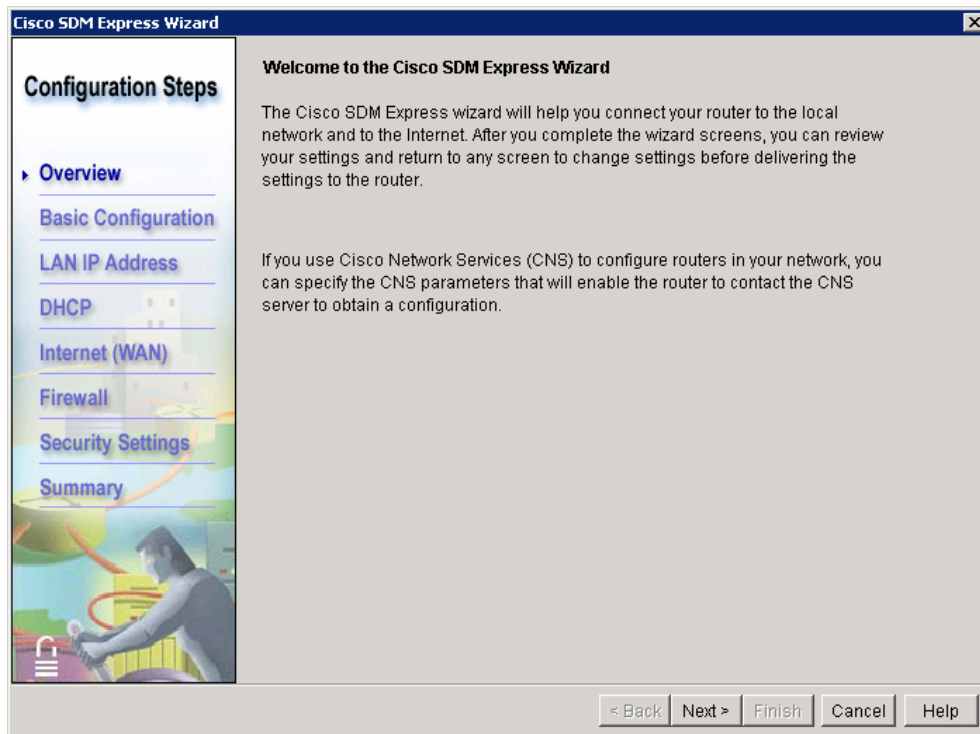 Cisco SDM Express Wizard
Configuration Steps
Overview
Basic Configuration
LAN IP Address
DHCP
Internet (WAN)
Firewall
Security Settings
Summary
Welcome to the Cisco SDM Express Wizard
The Cisco SDM Express wizard will help you connect your router to the local
network and to the Internet. After you complete the wizard screens, you can review
your settings and return to any screen to change settings before delivering the
settings to the router.
If you use Cisco Network Services (CNS) to configure routers in your network, you
can specify the CNS parameters that will enable the router to contact the CNS
server to obtain a configuration.
< Back Next > Finish Cancel Help